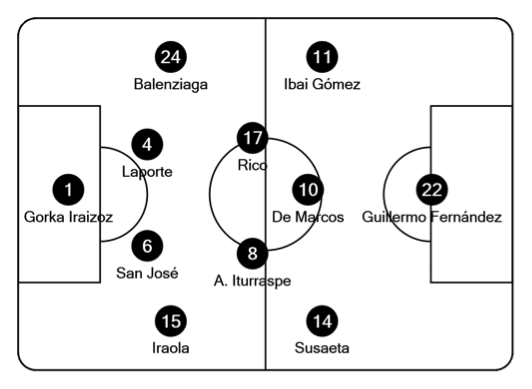 24
Balenziaga
11
Ibai Gómez
4
Laporte
17
Rico
1
Gorka Iraizoz
10
De Marcos
22
Guillermo Fernández
6
San José
8
A. Iturraspe
15
Iraola
14
Susaeta